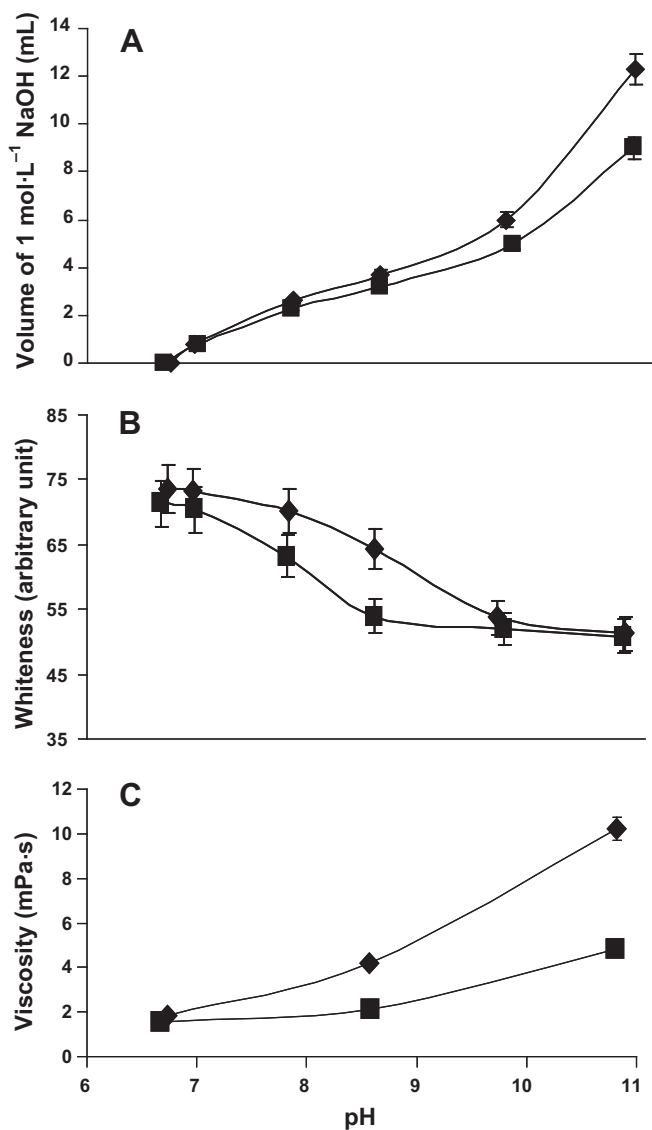 A
Volume of 1 mol·L⁻¹ NaOH (mL)
14
12
10
8
6
4
2
0
B
Whiteness (arbitrary unit)
85
75
65
55
45
35
C
Viscosity (mPa·s)
12
10
8
6
4
2
0
6 7 8 9 10 11
pH